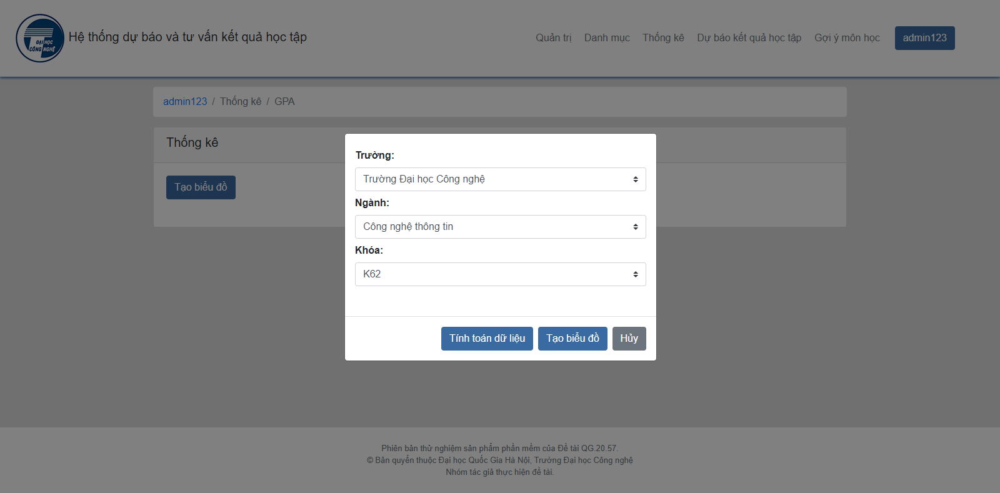 ĐẠI HỌC
CÔNG NGHỆ
Hệ thống dự báo và tư vấn kết quả học tập
Quản trị Danh mục Thống kê Dự báo kết quả học tập Gợi ý môn học admin123
admin123 / Thống kê / GPA
Thống kê
Tạo biểu đồ
Trường:
Trường Đại học Công nghệ
Ngành:
Công nghệ thông tin
Khóa:
K62
Tính toán dữ liệu Tạo biểu đồ Hủy
Phiên bản thử nghiệm sản phẩm phần mềm của Đề tài QG.20.57.
© Bản quyền thuộc Đại học Quốc Gia Hà Nội, Trường Đại học Công nghệ
Nhóm tác giả thực hiện đề tài.